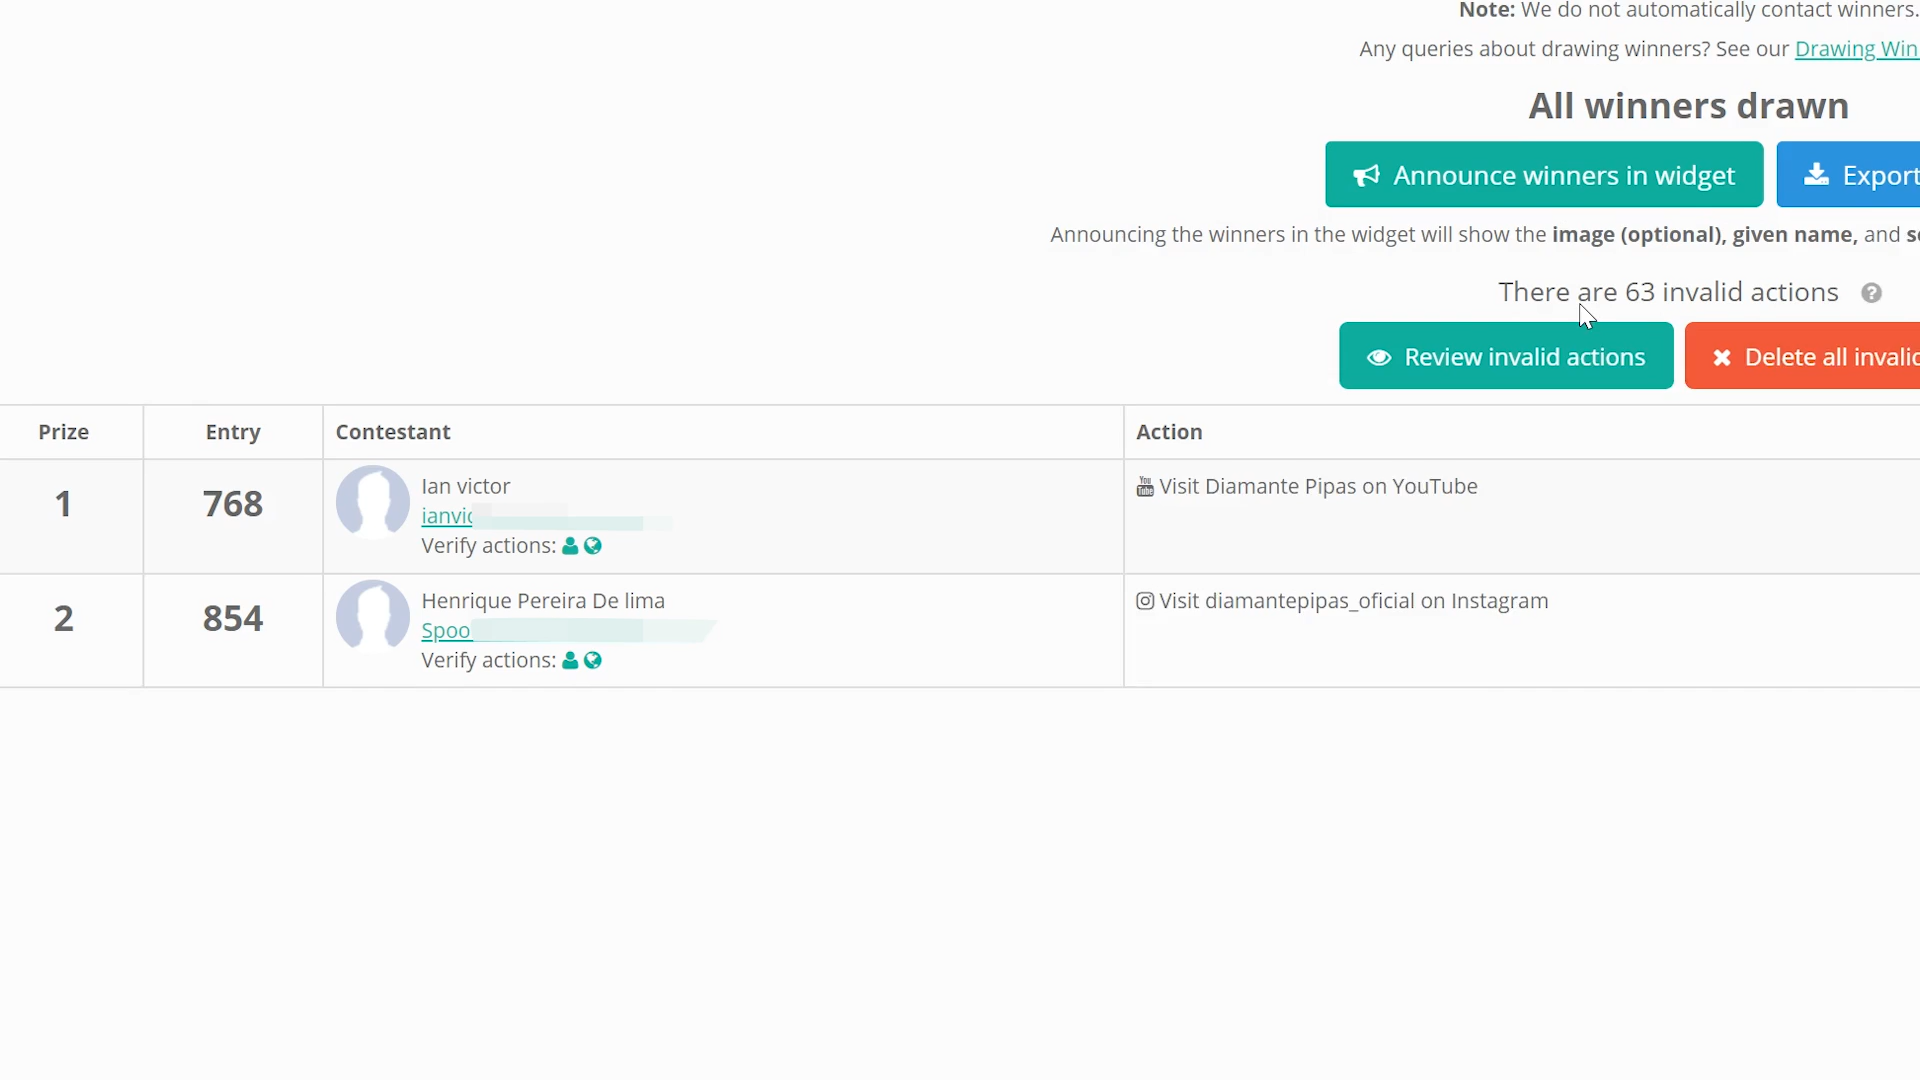 Note: We do not automatically contact winners.
Any queries about drawing winners? See our Drawing Win
All winners drawn
Announce winners in widget
Export
Announcing the winners in the widget will show the image (optional), given name, and
There are 63 invalid actions ?
Review invalid actions
Delete all invalid
Prize Entry Contestant Action
1 768 Ian victor Visit Diamante Pipas on YouTube
ianvic
Verify actions:
2 854 Henrique Pereira De lima Visit diamantepipas_oficial on Instagram
Spoo
Verify actions: